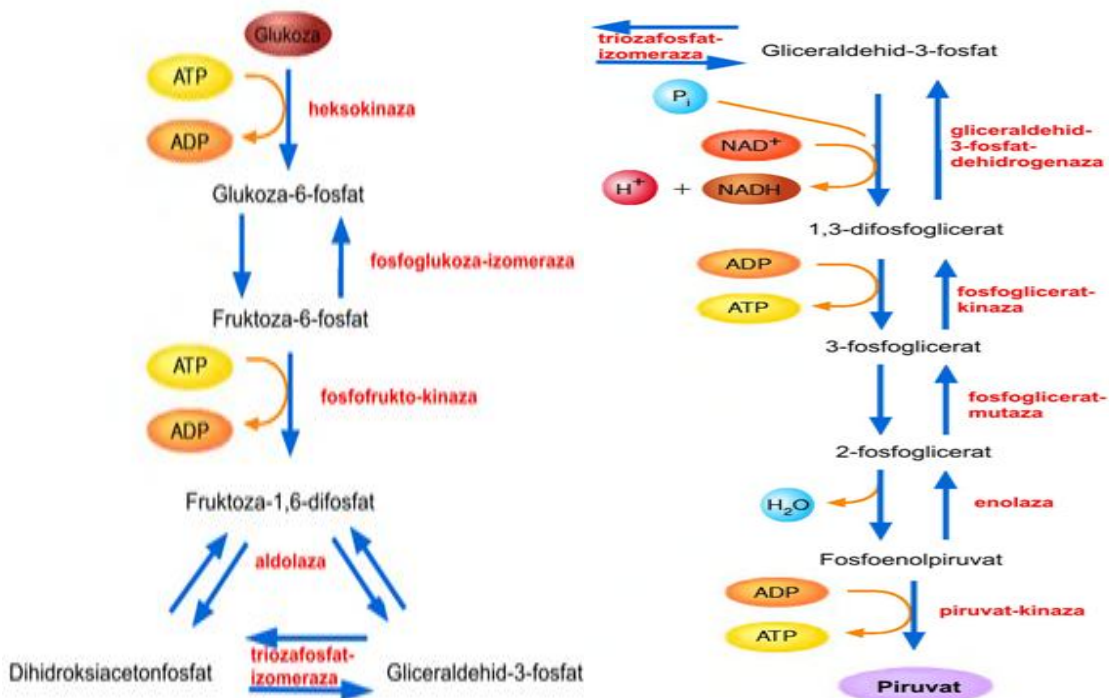 Glukoza
ATP
heksokinaza
ADP
Glukoza-6-fosfat
fosfoglukoza-izomeraza
Fruktoza-6-fosfat
ATP
fosfofrukto-kinaza
ADP
Fruktoza-1,6-difosfat
aldolaza
Dihidroksiacetonfosfat
triozafosfat-
izomeraza
Gliceraldehid-3-fosfat
triozafosfat-
izomeraza
Gliceraldehid-3-fosfat
Pi
gliceraldehid-
3-fosfat-
dehidrogenaza
NAD+
H+ + NADH
1,3-difosfoglicerat
ADP
fosfoglicerat-
kinaza
ATP
3-fosfoglicerat
fosfoglicerat-
mutaza
2-fosfoglicerat
H2O
enolaza
Fosfoenolpiruvat
ADP
piruvat-kinaza
ATP
Piruvat